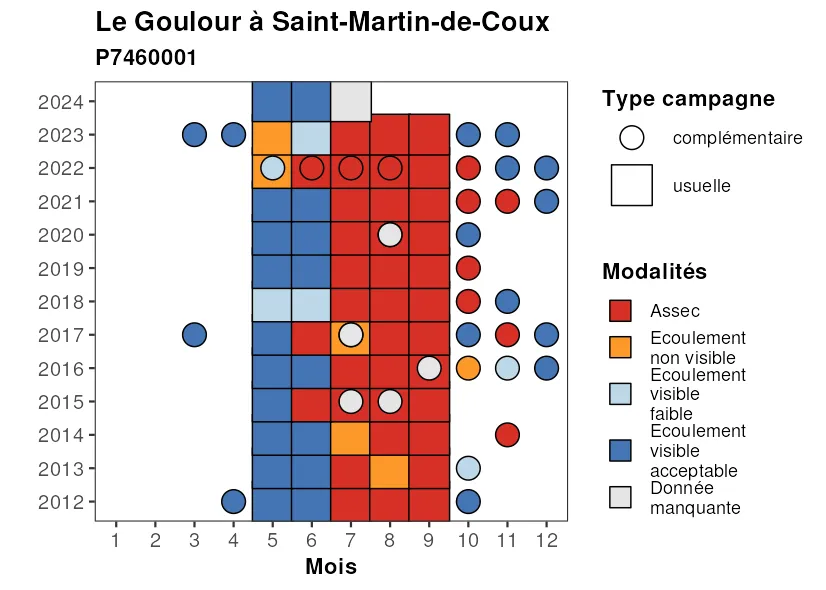 Le Goulour à Saint-Martin-de-Coux
P7460001
2024
2023
2022
2021
2020
2019
2018
2017
2016
2015
2014
2013
2012
1 2 3 4 5 6 7 8 9 10 11 12
Mois
Type campagne
complémentaire
usuelle
Modalités
Assec
Ecoulement
non visible
Ecoulement
visible
faible
Ecoulement
visible
acceptable
Donnée
manquante